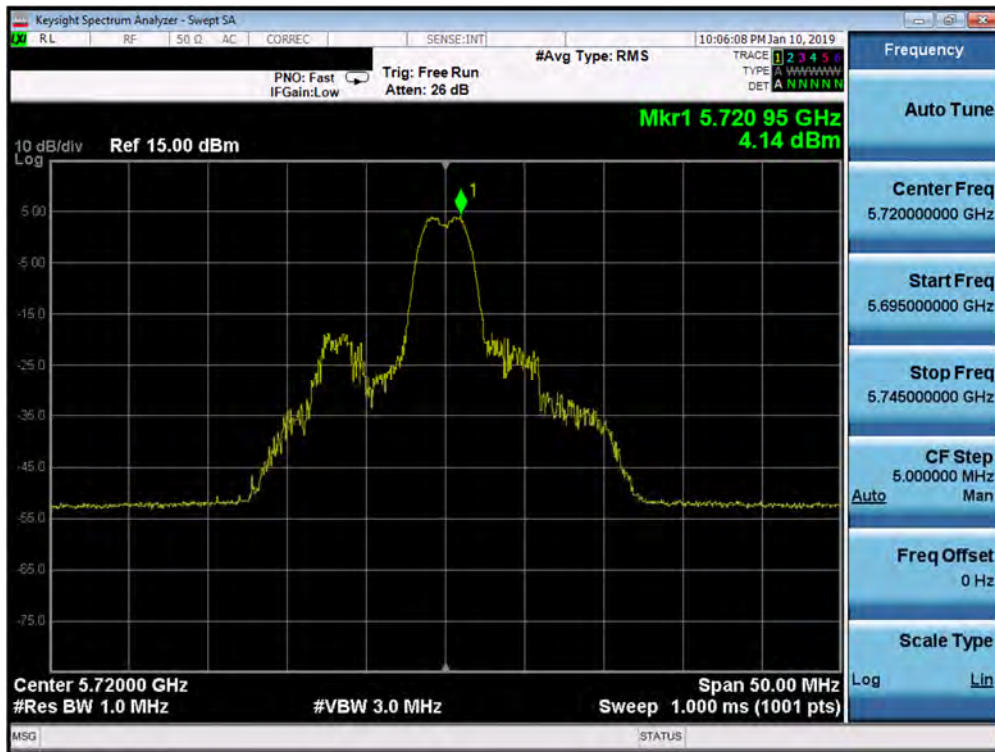 Keysight Spectrum Analyzer - Swept SA
LXI RL RF 50 Ω AC CORREC SENSE:INT 10:06:08 PM Jan 10, 2019
#Avg Type: RMS TRACE 1 2 3 4 5 6
PNO: Fast Trig: Free Run TYPE A WWWWW
IFGain:Low Atten: 26 dB DET A N N N N N
Mkr1 5.720 95 GHz
4.14 dBm
10 dB/div Ref 15.00 dBm
Log
1
5.00
-5.00
-15.0
-25.0
-35.0
-45.0
-55.0
-65.0
-75.0
Center 5.72000 GHz Span 50.00 MHz
#Res BW 1.0 MHz #VBW 3.0 MHz Sweep 1.000 ms (1001 pts)
MSG STATUS
Frequency
Auto Tune
Center Freq
5.720000000 GHz
Start Freq
5.695000000 GHz
Stop Freq
5.745000000 GHz
CF Step
5.000000 MHz
Auto Man
Freq Offset
0 Hz
Scale Type
Log Lin